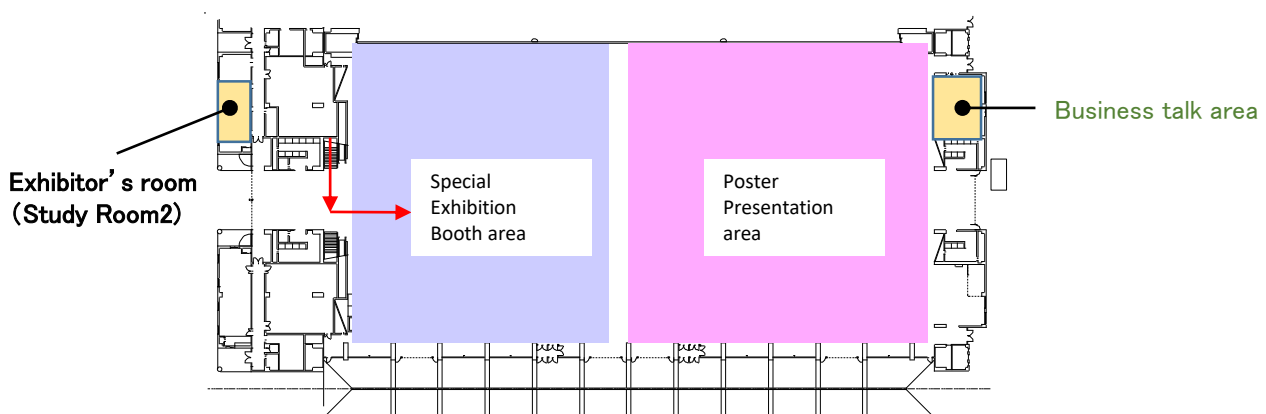 Exhibitor’s room
（Study Room2）
Special
Exhibition
Booth area
Poster
Presentation
area
Business talk area